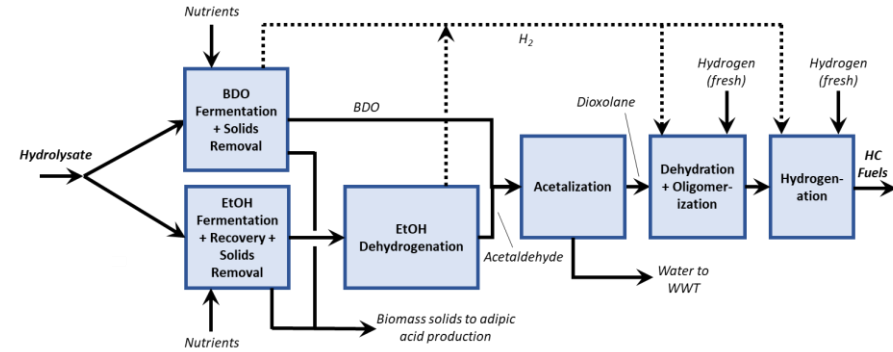 Nutrients
H2
Hydrogen
(fresh)
Hydrogen
(fresh)
BDO
Fermentation
+ Solids
Removal
BDO
Dioxolane
Hydrolysate
Acetalization
Dehydration
+ Oligomer-
ization
Hydrogen-
ation
HC
Fuels
EtOH
Fermentation
+ Recovery +
Solids
Removal
EtOH
Dehydrogenation
Acetaldehyde
Water to
WWT
Nutrients
Biomass solids to adipic
acid production